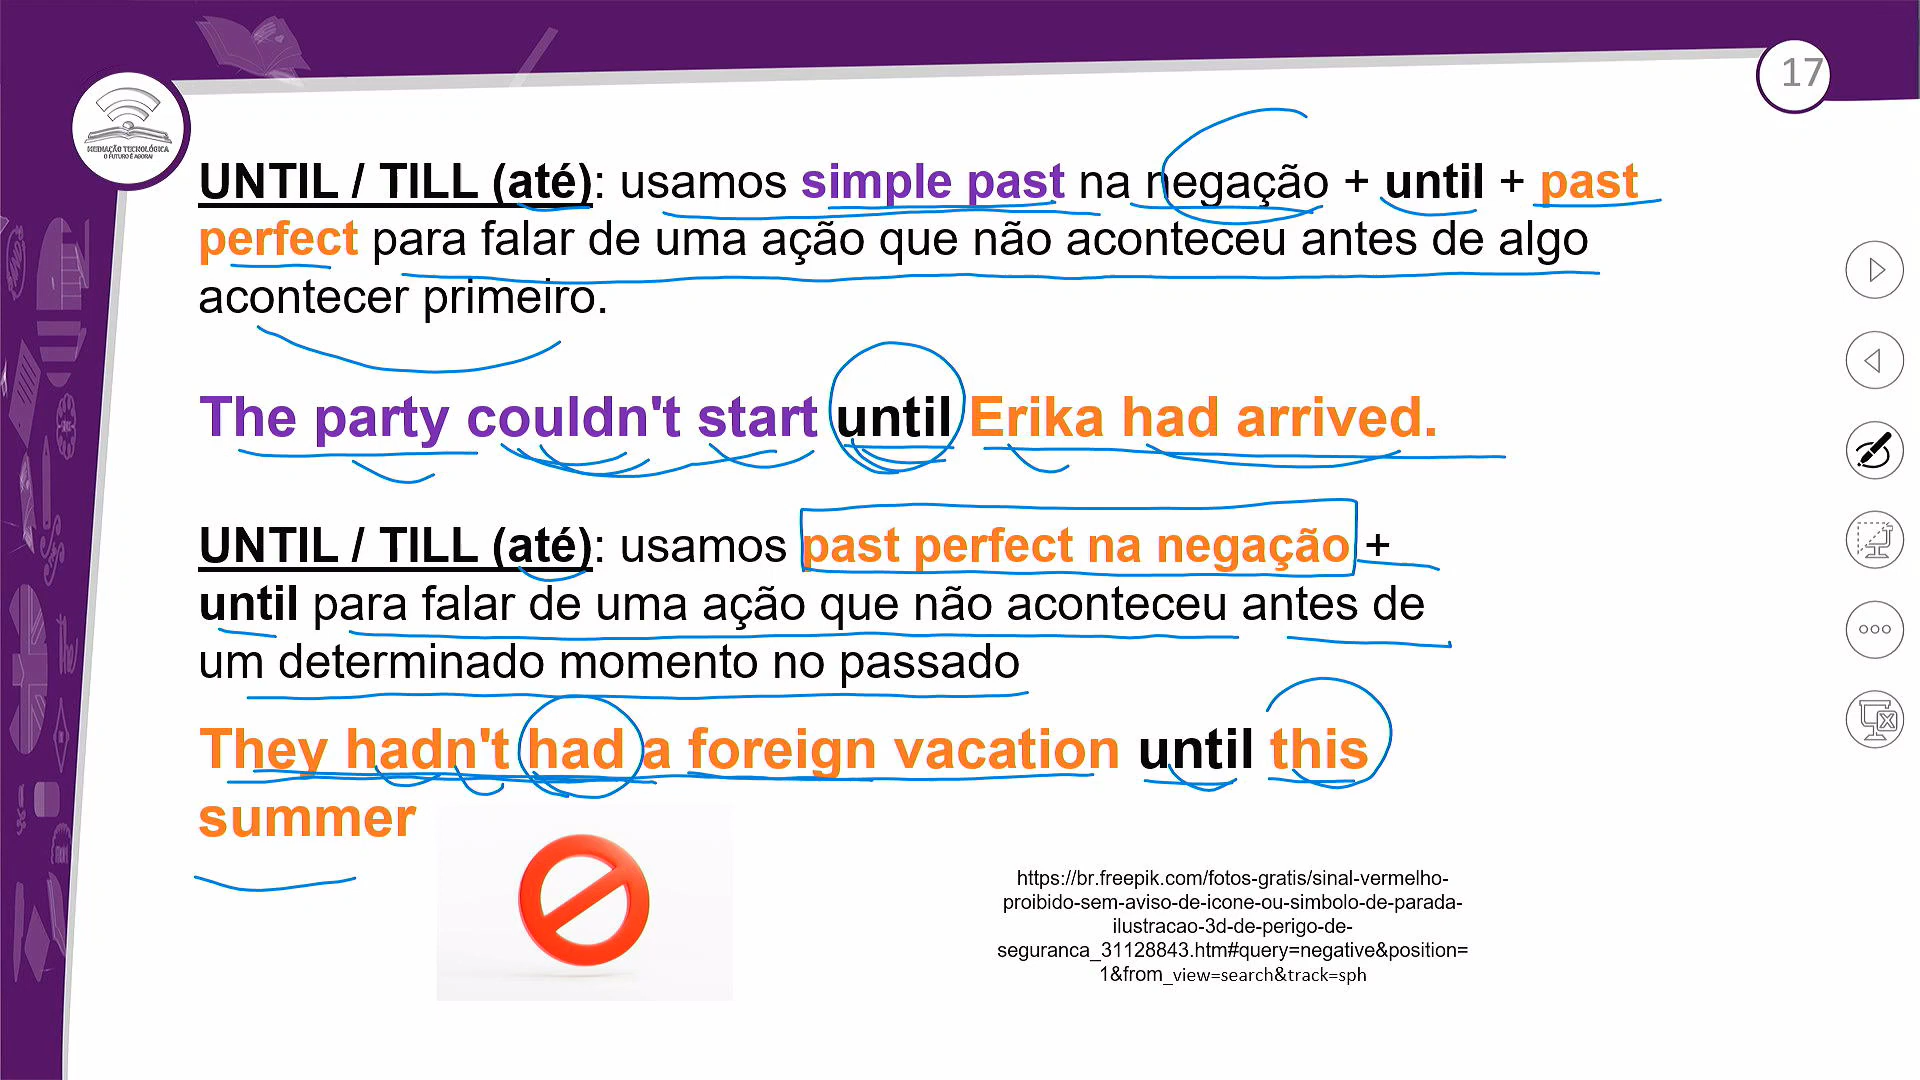 17
MEDIAÇÃO TECNOLÓGICA
O FUTURO É AGORA!
UNTIL / TILL (até): usamos simple past na negação + until + past
perfect para falar de uma ação que não aconteceu antes de algo
acontecer primeiro.
The party couldn't start until Erika had arrived.
UNTIL / TILL (até): usamos past perfect na negação +
until para falar de uma ação que não aconteceu antes de
um determinado momento no passado
They hadn't had a foreign vacation until this
summer
https://br.freepik.com/fotos-gratis/sinal-vermelho-
proibido-sem-aviso-de-icone-ou-simbolo-de-parada-
ilustracao-3d-de-perigo-de-
seguranca_31128843.htm#query=negative&position=
1&from_view=search&track=sph